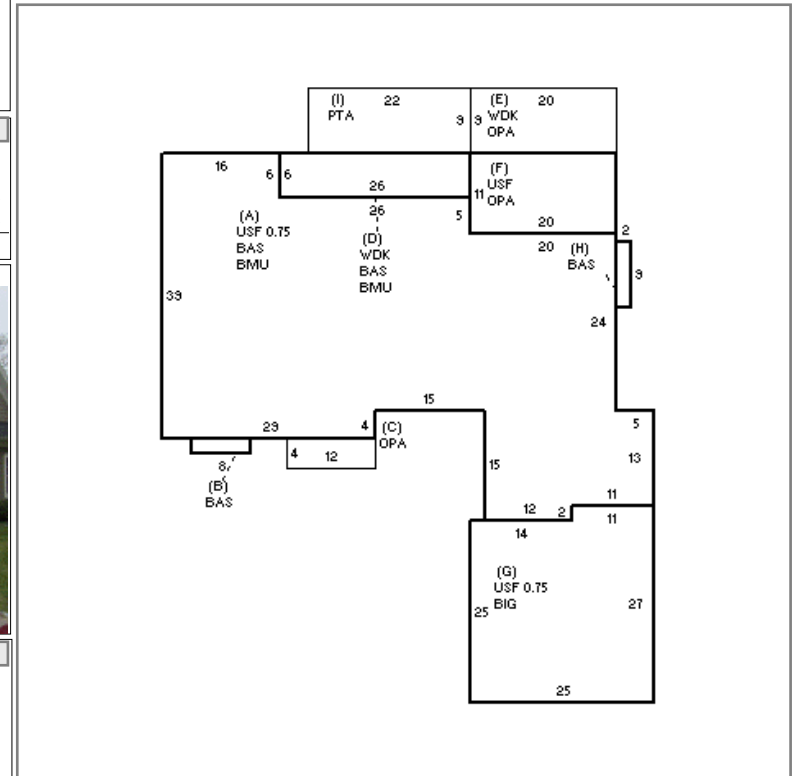 (I) 22 (E) 20
PTA 9 9 WDK
OPA
16 6 6 (F)
USF
26 11 OPA
(A) 26 5 20 2
USF 0.75 (D) 20 (H)
BAS WDK BAS 9
BMU BAS
BMU
39 24
15
29 4 (C) 5
OPA
4 12 15 13
8
(B) 11
BAS 12 2 11
14
(G)
USF 0.75
25 BIG 27
25